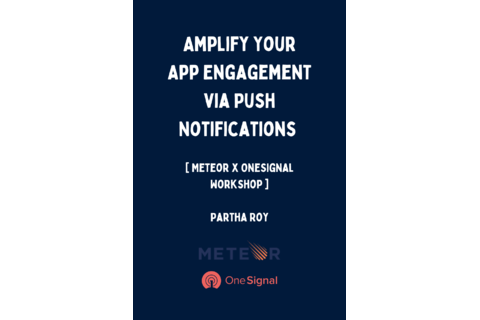 AMPLIFY YOUR
APP ENGAGEMENT
VIA PUSH
NOTIFICATIONS
[ METEOR X ONESIGNAL
WORKSHOP ]
PARTHA ROY
METEOR
OneSignal